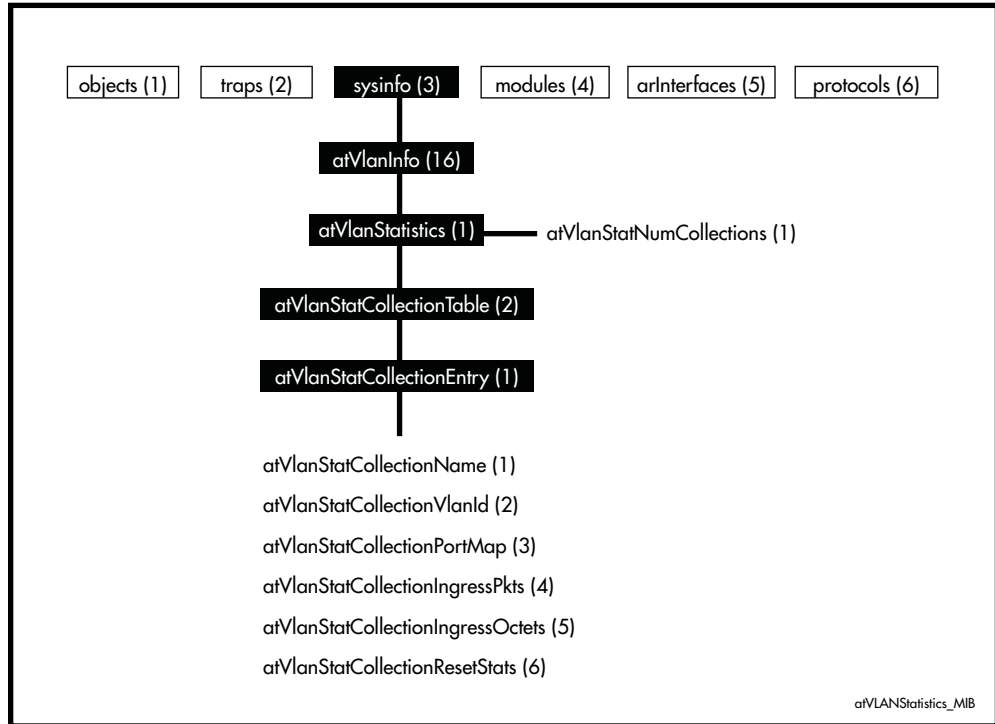 objects (1) traps (2) sysinfo (3) modules (4) arInterfaces (5) protocols (6)
atVlanInfo (16)
atVlanStatistics (1) atVlanStatNumCollections (1)
atVlanStatCollectionTable (2)
atVlanStatCollectionEntry (1)
atVlanStatCollectionName (1)
atVlanStatCollectionVlanId (2)
atVlanStatCollectionPortMap (3)
atVlanStatCollectionIngressPkts (4)
atVlanStatCollectionIngressOctets (5)
atVlanStatCollectionResetStats (6)
atVLANStatistics_MIB